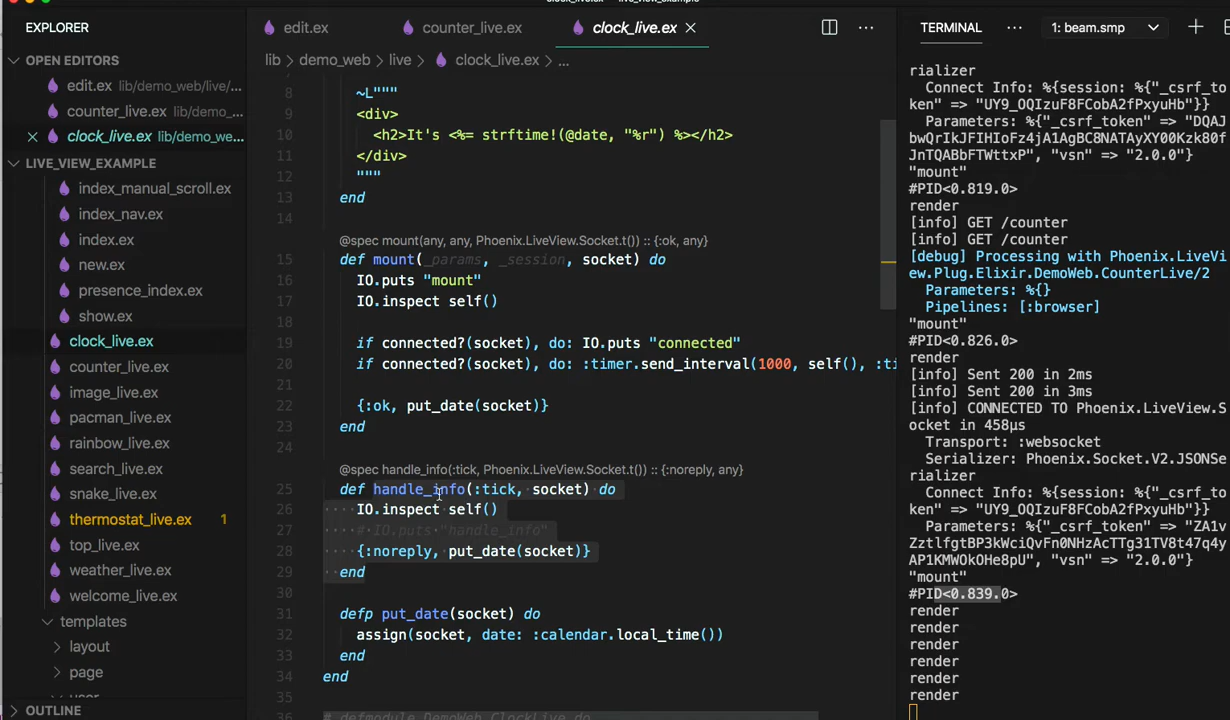 clock_live.ex — live_view_example
EXPLORER
OPEN EDITORS
edit.ex lib/demo_web/live/...
counter_live.ex lib/demo_...
clock_live.ex lib/demo_we...
LIVE_VIEW_EXAMPLE
index_manual_scroll.ex
index_nav.ex
index.ex
new.ex
presence_index.ex
show.ex
clock_live.ex
counter_live.ex
image_live.ex
pacman_live.ex
rainbow_live.ex
search_live.ex
snake_live.ex
thermostat_live.ex 1
top_live.ex
weather_live.ex
welcome_live.ex
templates
layout
page
user
OUTLINE
edit.ex counter_live.ex clock_live.ex
lib > demo_web > live > clock_live.ex > ...
7
8 ~L"""
9 <div>
10 <h2>It's <%= strftime!(@date, "%r") %></h2>
11 </div>
12 """
13 end
14
@spec mount(any, any, Phoenix.LiveView.Socket.t()) :: {:ok, any}
15 def mount(_params, _session, socket) do
16 IO.puts "mount"
17 IO.inspect self()
18
19 if connected?(socket), do: IO.puts "connected"
20 if connected?(socket), do: :timer.send_interval(1000, self(), :ti
21
22 {:ok, put_date(socket)}
23 end
24
@spec handle_info(:tick, Phoenix.LiveView.Socket.t()) :: {:noreply, any}
25 def handle_info(:tick, socket) do
26 IO.inspect self()
27 # IO.puts "handle_info"
28 {:noreply, put_date(socket)}
29 end
30
31 defp put_date(socket) do
32 assign(socket, date: :calendar.local_time())
33 end
34 end
35
36 # defmodule DemoWeb.ClockLive do
TERMINAL ... 1: beam.smp
rializer
Connect Info: %{session: %{"_csrf_to
ken" => "UY9_OQIzuF8FCobA2fPxyuHb"}}
Parameters: %{"_csrf_token" => "DQAJ
bwQrIkJFIHIoFz4jA1AgBC8NATAyXY00Kzk80f
JnTQABbFTWttxP", "vsn" => "2.0.0"}
"mount"
#PID<0.819.0>
render
[info] GET /counter
[info] GET /counter
[debug] Processing with Phoenix.LiveVi
ew.Plug.Elixir.DemoWeb.CounterLive/2
Parameters: %{}
Pipelines: [:browser]
"mount"
#PID<0.826.0>
render
[info] Sent 200 in 2ms
[info] Sent 200 in 3ms
[info] CONNECTED TO Phoenix.LiveView.S
ocket in 458µs
Transport: :websocket
Serializer: Phoenix.Socket.V2.JSONSe
rializer
Connect Info: %{session: %{"_csrf_to
ken" => "UY9_OQIzuF8FCobA2fPxyuHb"}}
Parameters: %{"_csrf_token" => "ZA1v
ZztlfgtBP3kWciQvFn0NHzAcTTg31TV8t47q4y
AP1KMWOkOHe8pU", "vsn" => "2.0.0"}
"mount"
#PID<0.839.0>
render
render
render
render
render
render